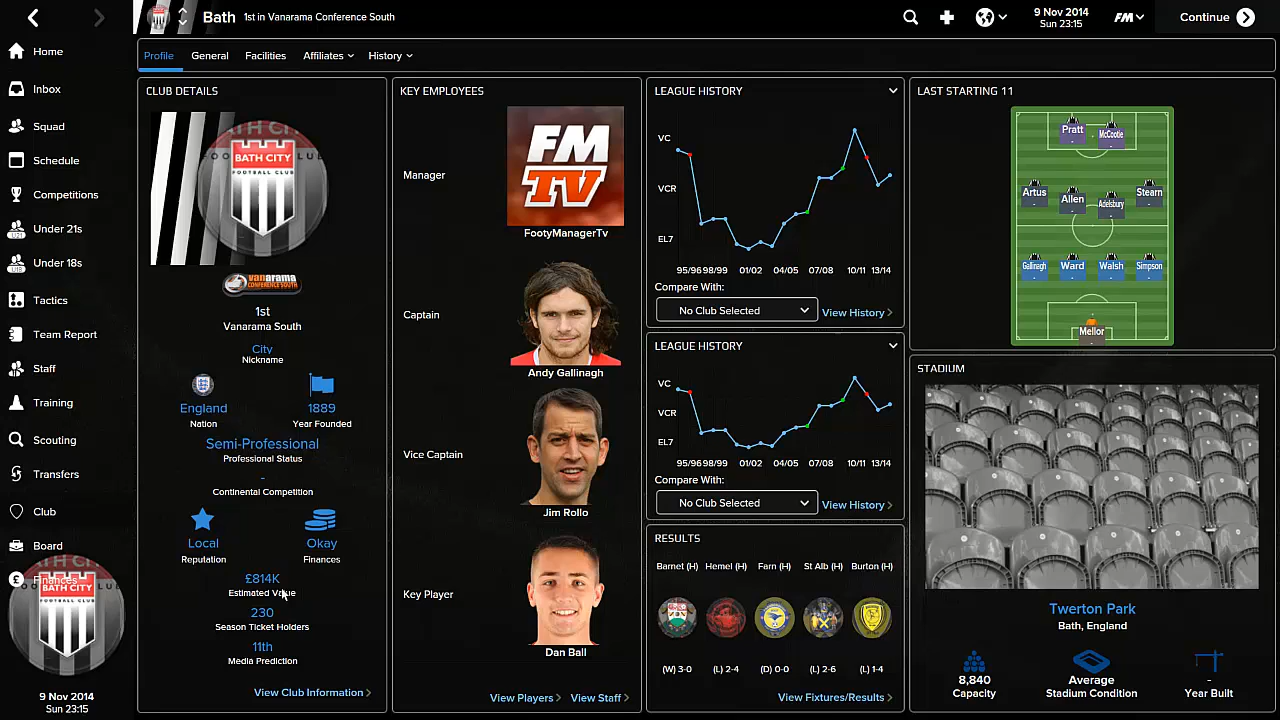 Bath 1st in Vanarama Conference South
9 Nov 2014
Sun 23:15
FM
Continue
Home
Inbox
Squad
Schedule
Competitions
Under 21s
Under 18s
Tactics
Team Report
Staff
Training
Scouting
Transfers
Club
Board
Finances
BATH CITY
9 Nov 2014
Sun 23:15
Profile General Facilities Affiliates History
CLUB DETAILS
BATH CITY
FOOTBALL CLUB
vanarama
CONFERENCE SOUTH
1st
Vanarama South
City
Nickname
England
Nation
1889
Year Founded
Semi-Professional
Professional Status
-
Continental Competition
Local
Reputation
Okay
Finances
£814K
Estimated Value
230
Season Ticket Holders
11th
Media Prediction
View Club Information >
KEY EMPLOYEES
Manager
FM
TV
FootyManagerTv
Captain
Andy Gallinagh
Vice Captain
Jim Rollo
Key Player
Dan Ball
View Players > View Staff >
LEAGUE HISTORY
VC
VCR
EL7
95/96 98/99 01/02 04/05 07/08 10/11 13/14
Compare With:
No Club Selected
View History >
LEAGUE HISTORY
VC
VCR
EL7
95/96 98/99 01/02 04/05 07/08 10/11 13/14
Compare With:
No Club Selected
View History >
RESULTS
Barnet (H) Hemel (H) Farn (H) St Alb (H) Burton (H)
(W) 3-0 (L) 2-4 (D) 0-0 (L) 2-6 (L) 1-4
View Fixtures/Results >
LAST STARTING 11
Pratt McCootie
Artus Allen Adelsbury Stearn
Gallinagh Ward Walsh Simpson
Mellor
STADIUM
Twerton Park
Bath, England
8,840
Capacity
Average
Stadium Condition
-
Year Built